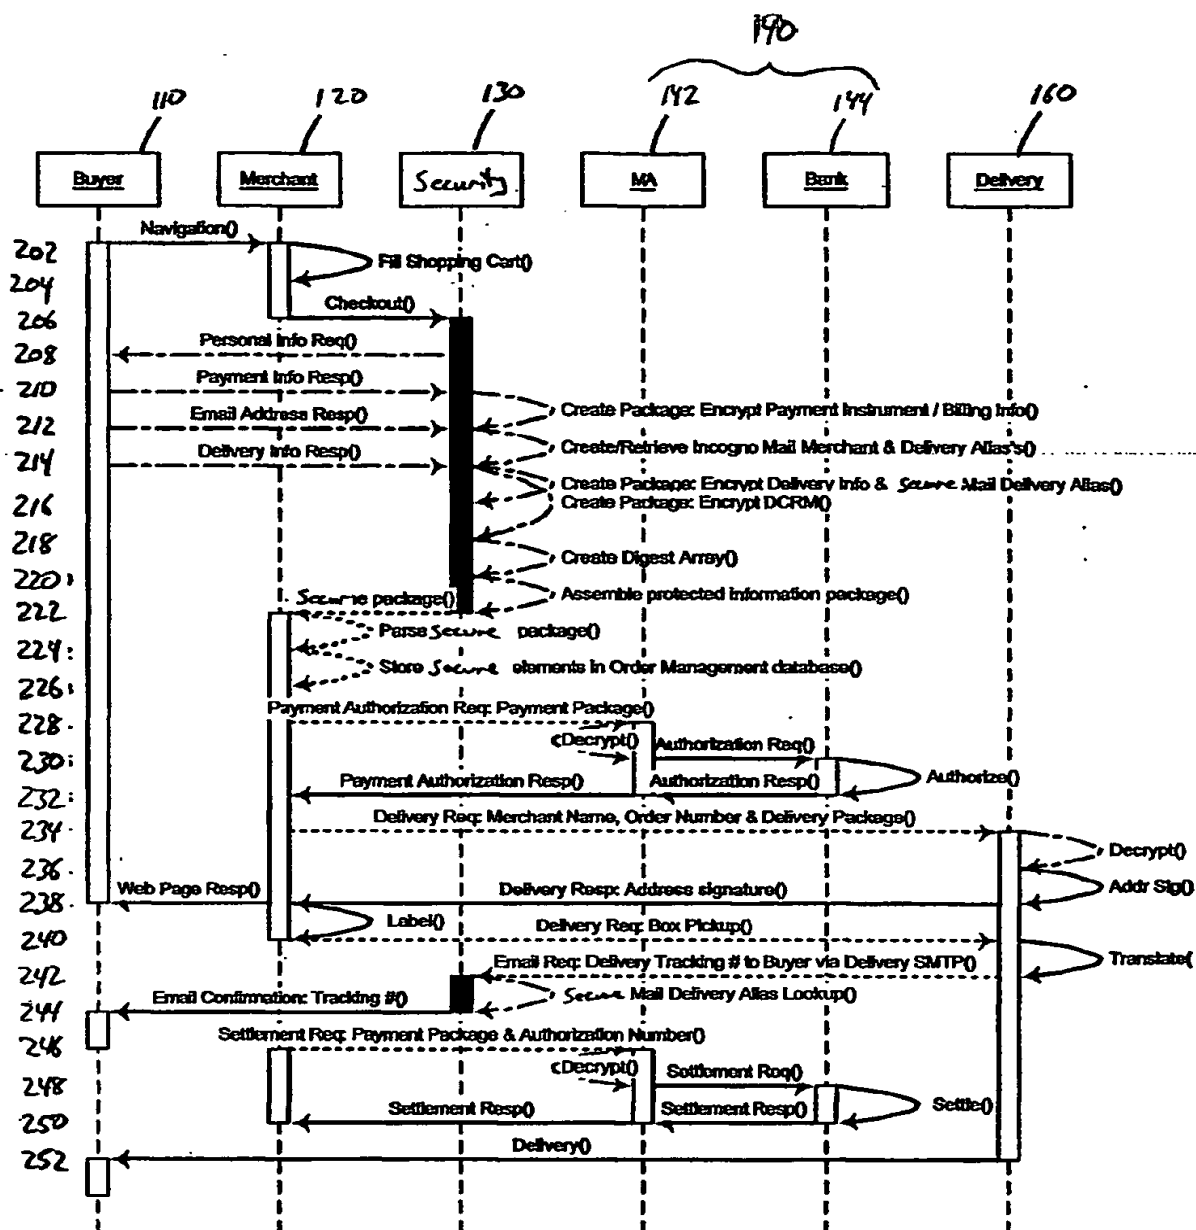 140
110 120 130 142 144 160
Buyer Merchant Security MA Bank Delivery
Navigation()
202
Fill Shopping Cart()
204
Checkout()
206
Personal Info Req()
208
Payment Info Resp()
210
Email Address Resp() Create Package: Encrypt Payment Instrument / Billing Info()
212
Delivery Info Resp() Create/Retrieve Incogno Mail Merchant & Delivery Alias's()
214
Create Package: Encrypt Delivery Info & Secure Mail Delivery Alias()
216 Create Package: Encrypt DCRM()
218
Create Digest Array()
220:
Secure package() Assemble protected information package()
222
Parse Secure package()
224:
Store Secure elements in Order Management database()
226:
Payment Authorization Req: Payment Package()
228.
cDecrypt() Authorization Req()
230:
Payment Authorization Resp() Authorization Resp() Authorize()
232:
Delivery Req: Merchant Name, Order Number & Delivery Package()
234.
Decrypt()
236.
Web Page Resp() Delivery Resp: Address signature() Addr Sig()
238.
Label() Delivery Req: Box Pickup()
240
Email Req: Delivery Tracking # to Buyer via Delivery SMTP() Translate(
242
Email Confirmation: Tracking #() Secure Mail Delivery Alias Lookup()
244
Settlement Req: Payment Package & Authorization Number()
246
cDecrypt() Settlement Req()
248
Settlement Resp() Settlement Resp() Settle()
250
Delivery()
252